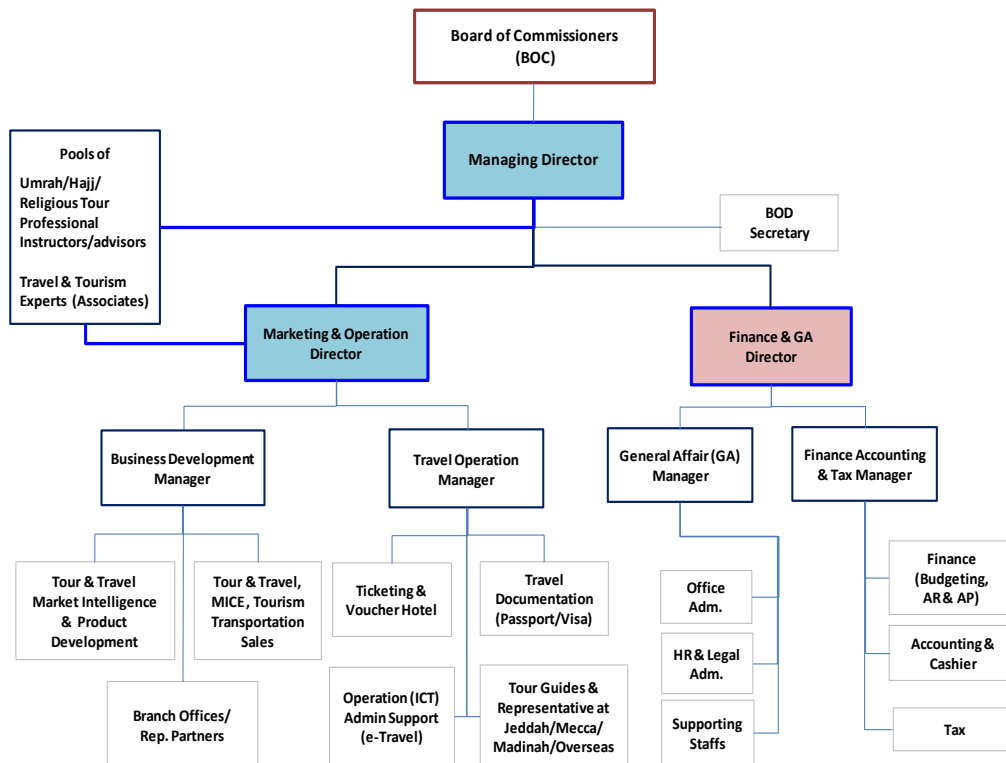 Board of Commissioners
(BOC)
Managing Director
Pools of
Umrah/Hajj/
Religious Tour
Professional
Instructors/advisors
Travel & Tourism
Experts (Associates)
BOD
Secretary
Marketing & Operation
Director
Finance & GA
Director
Business Development
Manager
Travel Operation
Manager
General Affair (GA)
Manager
Finance Accounting
& Tax Manager
Tour & Travel
Market Intelligence
& Product
Development
Tour & Travel,
MICE, Tourism
Transportation
Sales
Ticketing &
Voucher Hotel
Travel
Documentation
(Passport/Visa)
Office
Adm.
Finance
(Budgeting,
AR & AP)
HR & Legal
Adm.
Accounting &
Cashier
Branch Offices/
Rep. Partners
Operation (ICT)
Admin Support
(e-Travel)
Tour Guides &
Representative at
Jeddah/Mecca/
Madinah/Overseas
Supporting
Staffs
Tax